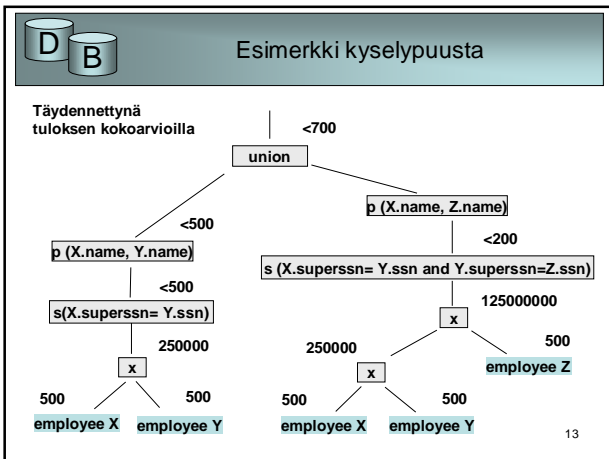 D
B
Esimerkki kyselypuusta
Täydennettynä
tuloksen kokoarvioilla
<700
union
<500
p (X.name, Y.name)
<500
s(X.superssn= Y.ssn)
250000
x
500
500
employee X
employee Y
p (X.name, Z.name)
<200
s (X.superssn= Y.ssn and Y.superssn=Z.ssn)
125000000
x
250000
500
x
employee Z
500
500
employee X
employee Y
13